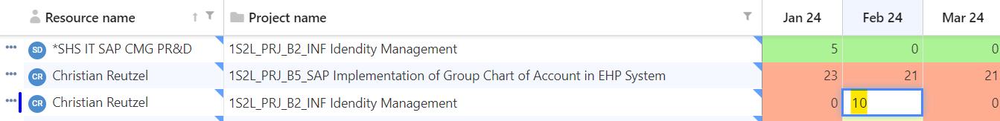 Resource name Project name Jan 24 Feb 24 Mar 24
SD *SHS IT SAP CMG PR&D 1S2L_PRJ_B2_INF Idendity Management 5 0 0
CR Christian Reutzel 1S2L_PRJ_B5_SAP Implementation of Group Chart of Account in EHP System 23 21 21
CR Christian Reutzel 1S2L_PRJ_B2_INF Idendity Management 0 10 0